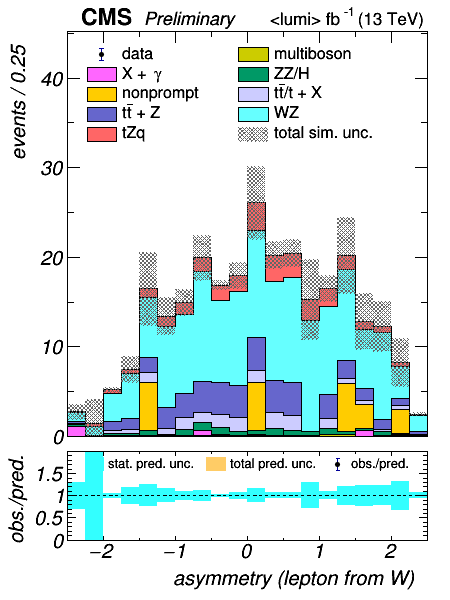 CMS Preliminary <lumi> fb⁻¹ (13 TeV)
events / 0.25
40
30
20
10
0
data
X + γ
nonprompt
tt̄ + Z
tZq
multiboson
ZZ/H
tt̄/t + X
WZ
total sim. unc.
obs./pred.
1.5
1
0.5
0
stat. pred. unc. total pred. unc. obs./pred.
−2 −1 0 1 2
asymmetry (lepton from W)